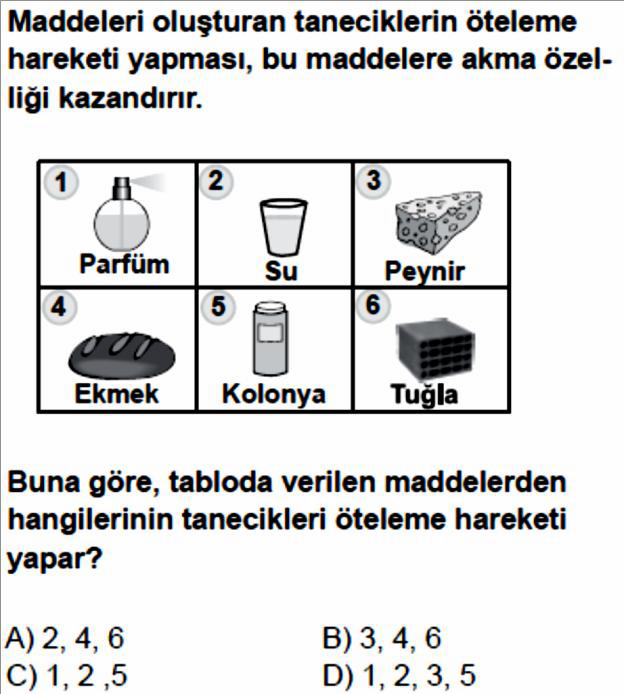 Maddeleri oluşturan taneciklerin öteleme
hareketi yapması, bu maddelere akma özel-
liği kazandırır.
1
Parfüm
2
Su
3
Peynir
4
Ekmek
5
Kolonya
6
Tuğla
Buna göre, tabloda verilen maddelerden
hangilerinin tanecikleri öteleme hareketi
yapar?
A) 2, 4, 6
B) 3, 4, 6
C) 1, 2 ,5
D) 1, 2, 3, 5